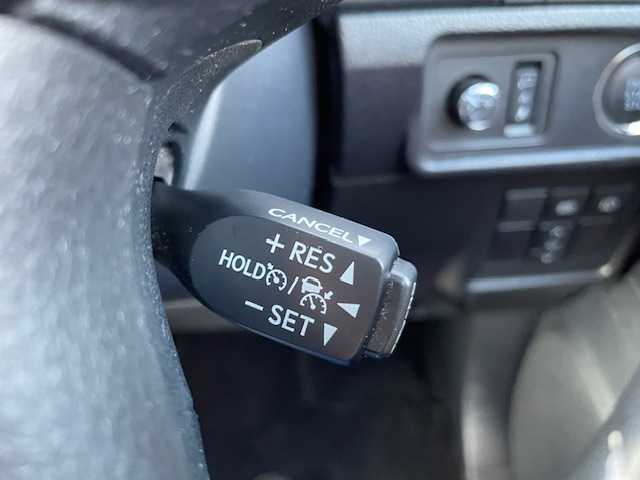 CANCEL▼
+ RES ▲
HOLD /
− SET ▼